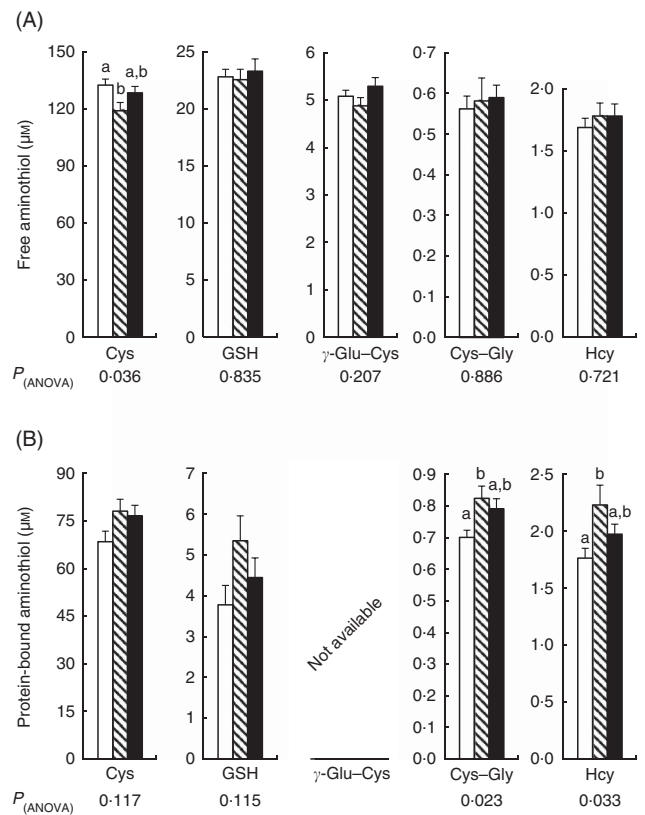 (A)
Free aminothiol (μM)
150
120
90
60
30
0
a
b
a,b
Cys
25
20
15
10
5
0
GSH
6
5
4
3
2
1
0
γ-Glu–Cys
0·7
0·6
0·5
0·4
0·3
0·2
0·1
0·0
Cys–Gly
2·0
1·5
1·0
0·5
0·0
Hcy
P(ANOVA) 0·036 0·835 0·207 0·886 0·721
(B)
Protein-bound aminothiol (μM)
90
75
60
45
30
15
0
Cys
7
6
5
4
3
2
1
0
GSH
Not available
γ-Glu–Cys
0·9
0·8
0·7
0·6
0·5
0·4
0·3
0·2
0·1
0·0
a
b
a,b
Cys–Gly
2·5
2·0
1·5
1·0
0·5
0·0
a
b
a,b
Hcy
P(ANOVA) 0·117 0·115 0·023 0·033